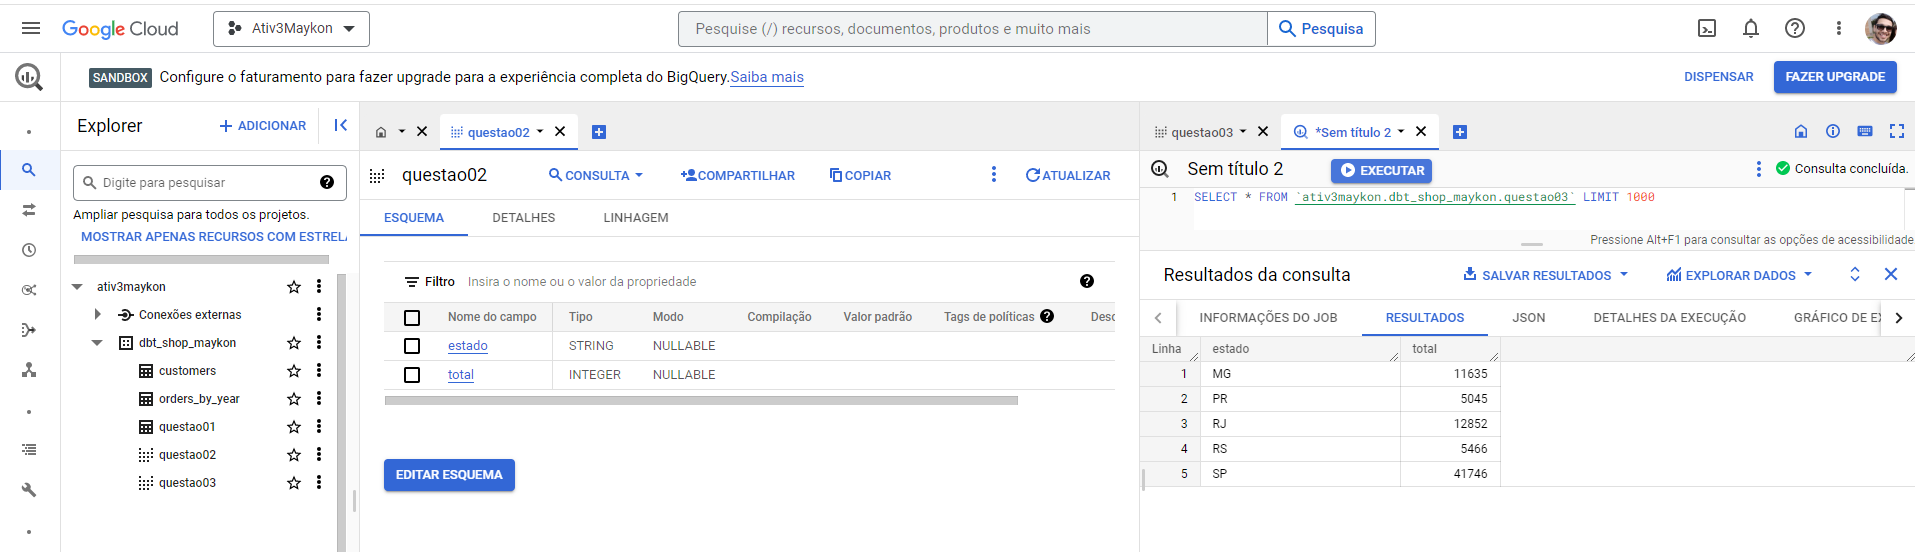 Google Cloud
Ativ3Maykon
Pesquise (/) recursos, documentos, produtos e muito mais
Pesquisa
SANDBOX
Configure o faturamento para fazer upgrade para a experiência completa do BigQuery.Saiba mais
DISPENSAR
FAZER UPGRADE
Explorer
ADICIONAR
Digite para pesquisar
Ampliar pesquisa para todos os projetos.
MOSTRAR APENAS RECURSOS COM ESTREL
ativ3maykon
Conexões externas
dbt_shop_maykon
customers
orders_by_year
questao01
questao02
questao03
questao02
questao02
CONSULTA
COMPARTILHAR
COPIAR
ATUALIZAR
ESQUEMA DETALHES LINHAGEM
Filtro Insira o nome ou o valor da propriedade
Nome do campo Tipo Modo Compilação Valor padrão Tags de políticas Desc
estado STRING NULLABLE
total INTEGER NULLABLE
EDITAR ESQUEMA
questao03
*Sem título 2
Sem título 2
EXECUTAR
Consulta concluída.
1 SELECT * FROM `ativ3maykon.dbt_shop_maykon.questao03` LIMIT 1000
Pressione Alt+F1 para consultar as opções de acessibilidade
Resultados da consulta
SALVAR RESULTADOS
EXPLORAR DADOS
INFORMAÇÕES DO JOB RESULTADOS JSON DETALHES DA EXECUÇÃO GRÁFICO DE EX
Linha estado total
1 MG 11635
2 PR 5045
3 RJ 12852
4 RS 5466
5 SP 41746